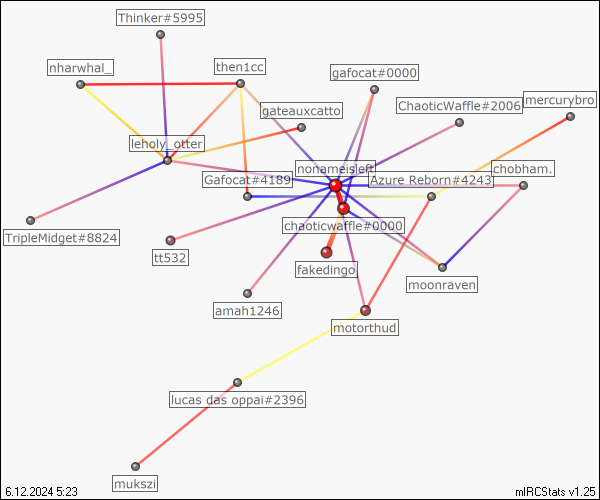 Thinker#5995
nharwhal_
then1cc
gafocat#0000
gateauxcatto
ChaoticWaffle#2006
mercurybro
leholy_otter
nonameisleft
chobham.
Gafocat#4189
Azure Reborn#4243
TripleMidget#8824
chaoticwaffle#0000
tt532
fakedingo
moonraven
amah1246
motorthud
lucas das oppai#2396
mukszi
6.12.2024 5:23
mIRCStats v1.25